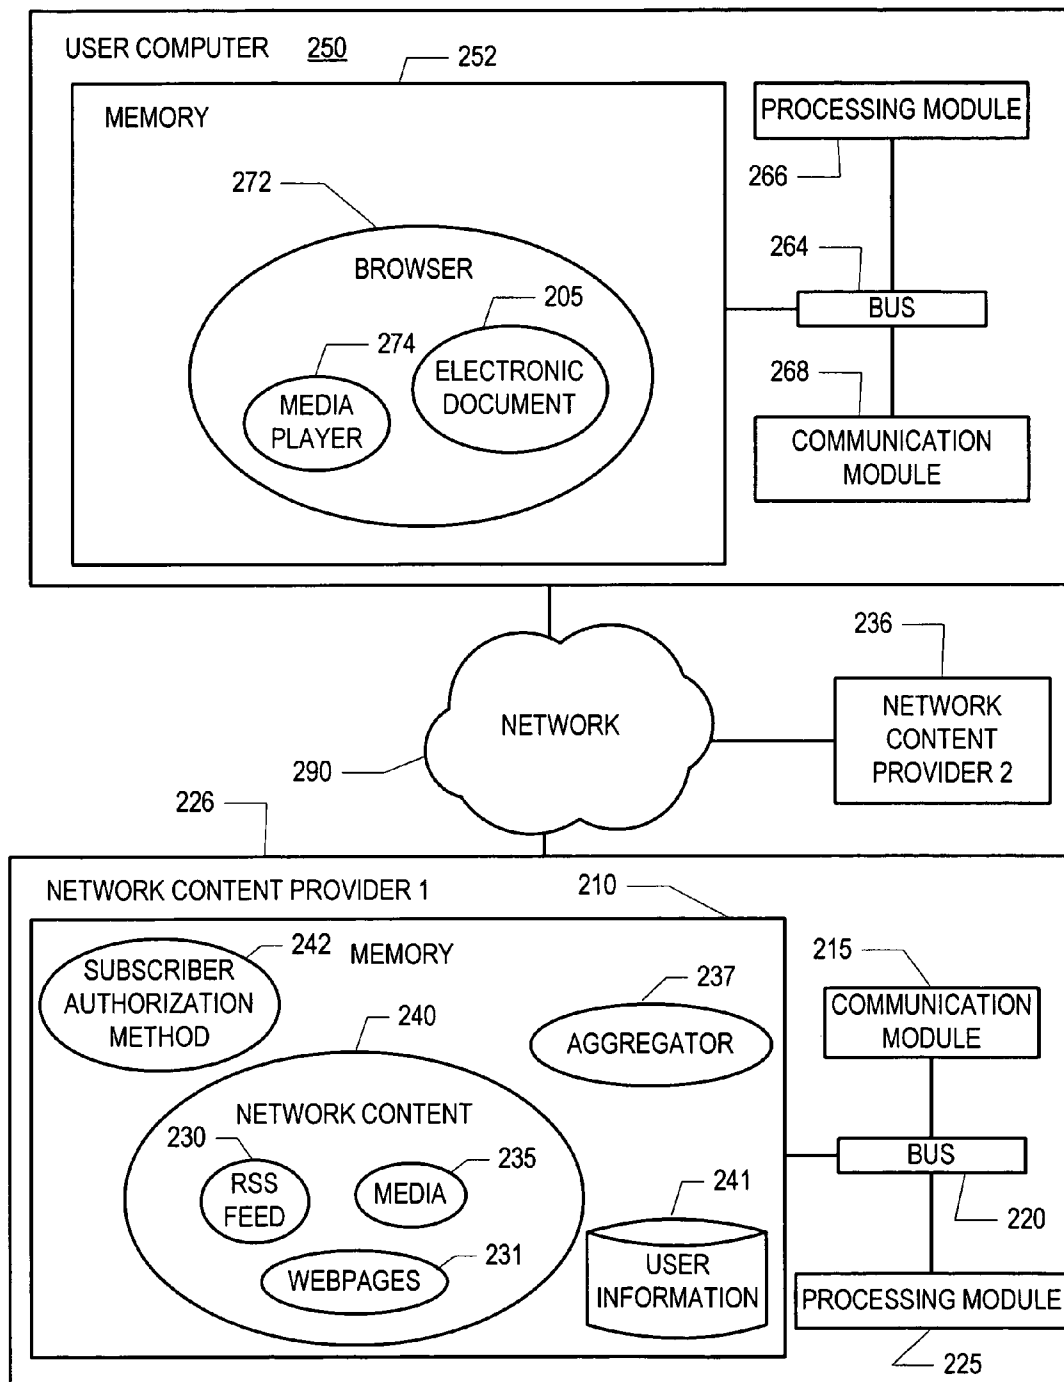 USER COMPUTER 250
252
MEMORY
PROCESSING MODULE
266
272
264
BROWSER
205
BUS
274
ELECTRONIC
DOCUMENT
268
MEDIA
PLAYER
COMMUNICATION
MODULE
236
NETWORK
NETWORK
CONTENT
PROVIDER 2
290
226
NETWORK CONTENT PROVIDER 1
210
242
MEMORY
SUBSCRIBER
AUTHORIZATION
METHOD
237
215
COMMUNICATION
MODULE
240
AGGREGATOR
NETWORK CONTENT
230
235
BUS
RSS
FEED
MEDIA
241
220
231
WEBPAGES
USER
INFORMATION
PROCESSING MODULE
225